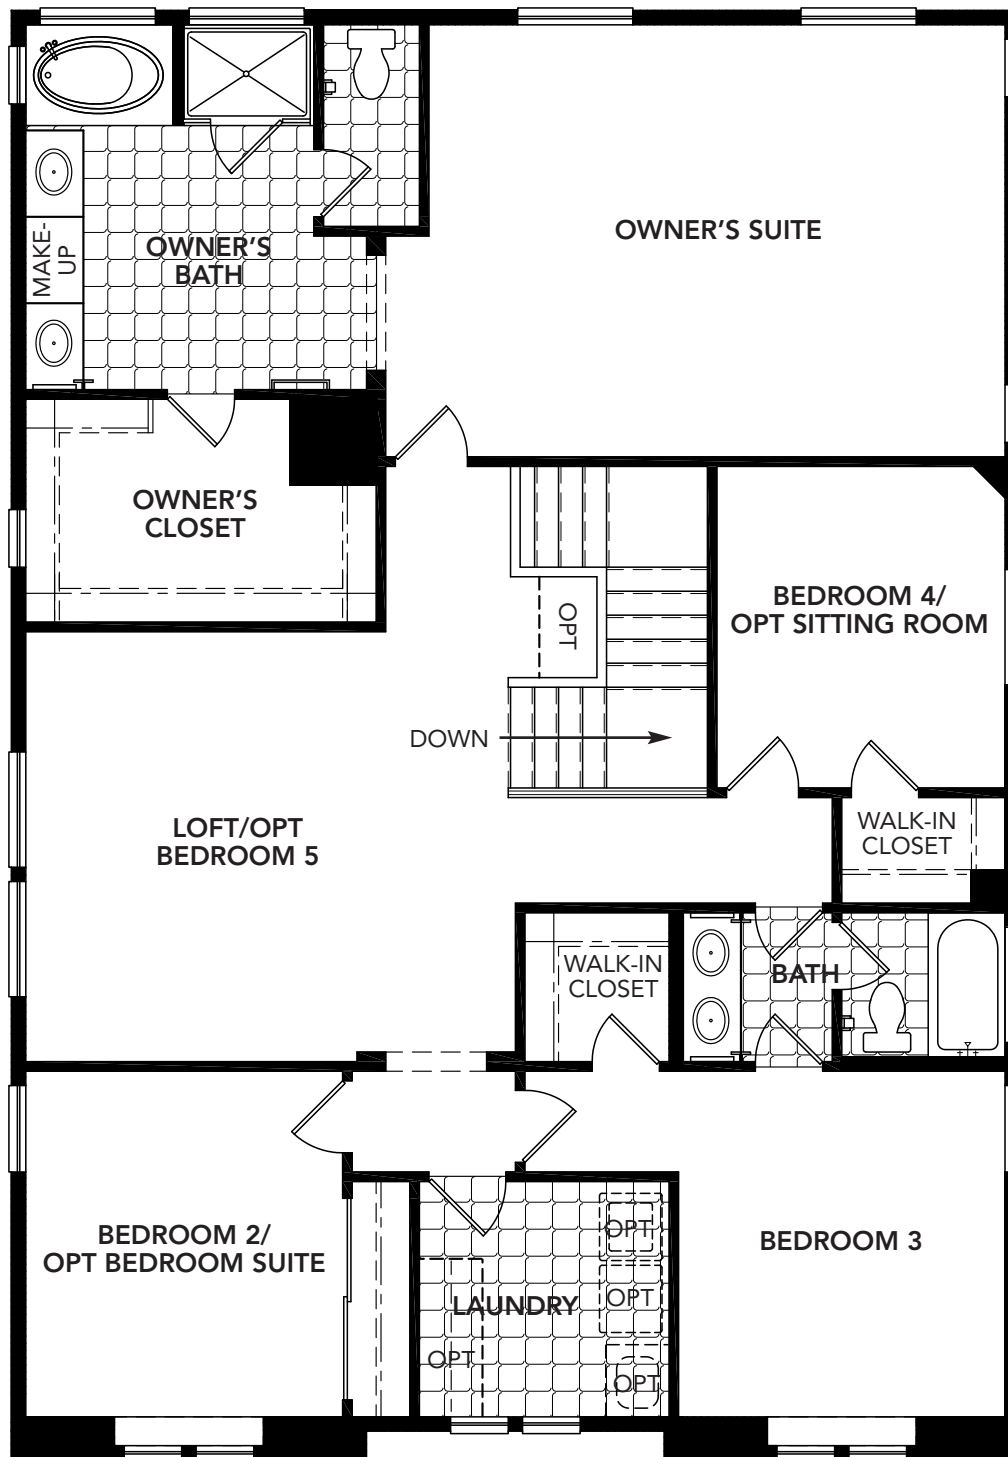 OWNER'S SUITE
MAKE-
UP
OWNER'S
BATH
OWNER'S
CLOSET
OPT
BEDROOM 4/
OPT SITTING ROOM
DOWN
LOFT/OPT
BEDROOM 5
WALK-IN
CLOSET
WALK-IN
CLOSET
BATH
BEDROOM 2/
OPT BEDROOM SUITE
OPT
OPT
LAUNDRY
OPT
OPT
BEDROOM 3